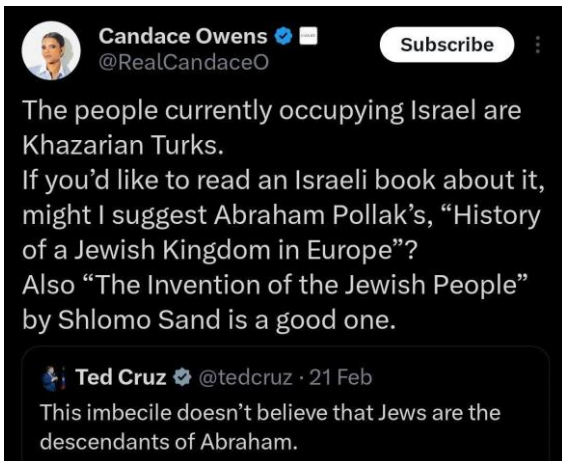 Candace Owens
@RealCandaceO
Subscribe
The people currently occupying Israel are
Khazarian Turks.
If you’d like to read an Israeli book about it,
might I suggest Abraham Pollak’s, “History
of a Jewish Kingdom in Europe”?
Also “The Invention of the Jewish People”
by Shlomo Sand is a good one.
Ted Cruz @tedcruz · 21 Feb
This imbecile doesn’t believe that Jews are the
descendants of Abraham.